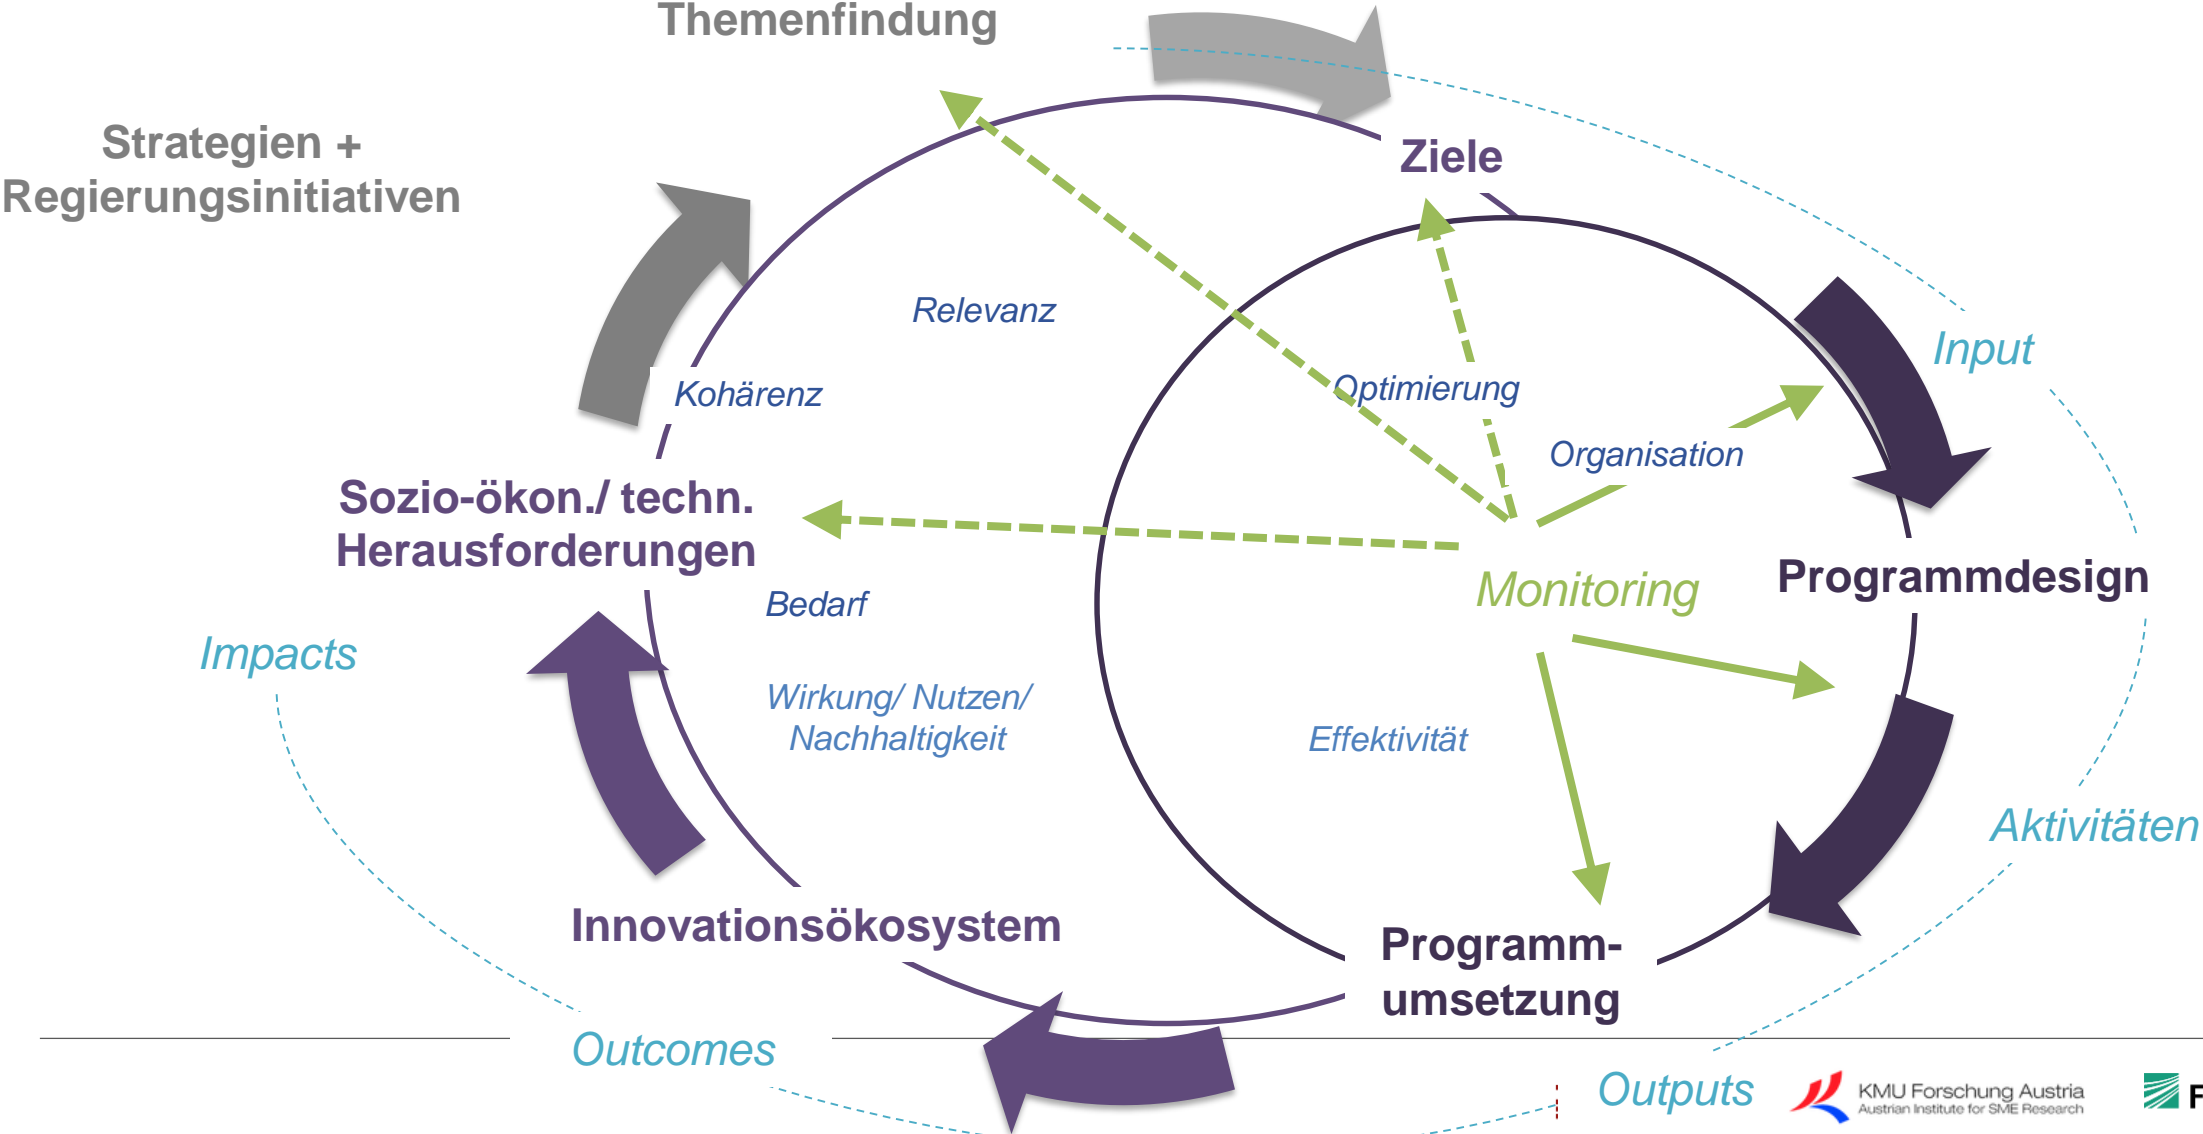 Themenfindung
Strategien +
Regierungsinitiativen
Ziele
Relevanz
Input
Kohärenz
Optimierung
Organisation
Sozio-ökon./ techn.
Herausforderungen
Monitoring
Programmdesign
Bedarf
Impacts
Wirkung/ Nutzen/
Nachhaltigkeit
Effektivität
Aktivitäten
Innovationsökosystem
Programm-
umsetzung
Outcomes
Outputs
KMU Forschung Austria
Austrian Institute for SME Research
F